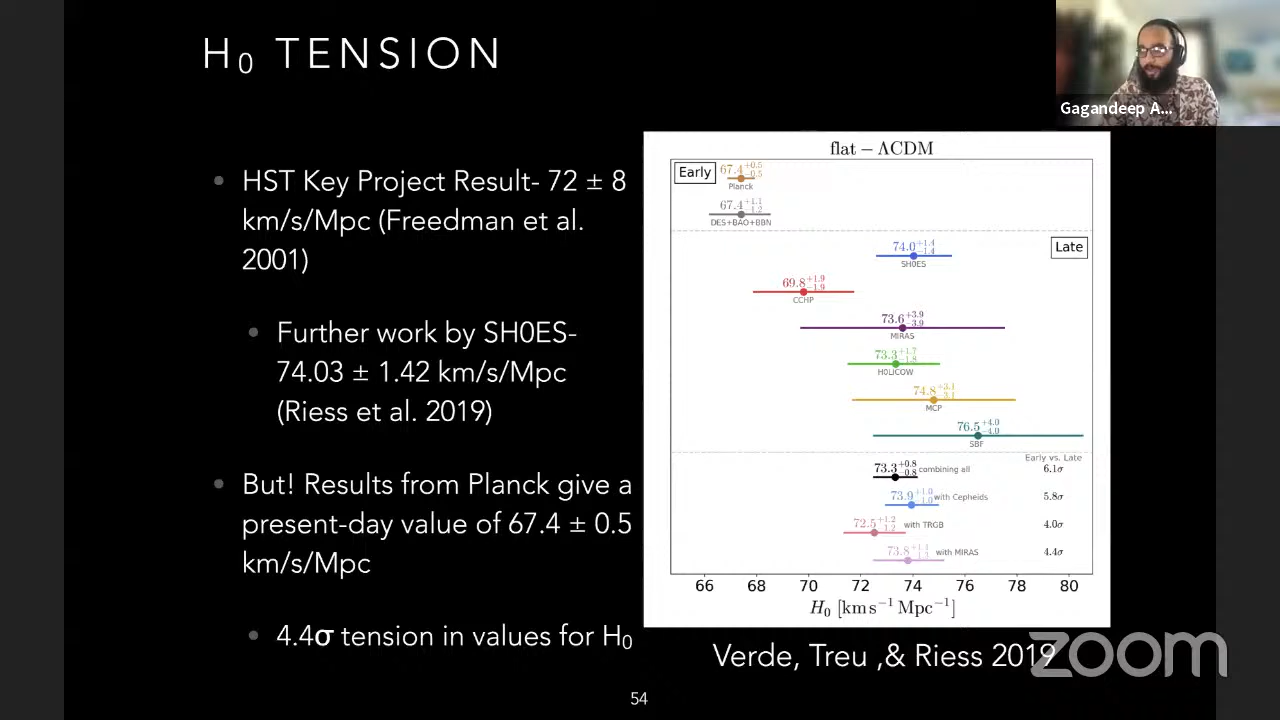 H0 TENSION
Gagandeep A...
HST Key Project Result- 72 ± 8
km/s/Mpc (Freedman et al.
2001)
Further work by SH0ES-
74.03 ± 1.42 km/s/Mpc
(Riess et al. 2019)
But! Results from Planck give a
present-day value of 67.4 ± 0.5
km/s/Mpc
4.4σ tension in values for H0
flat − ΛCDM
Early
67.4 +0.5 −0.5
Planck
67.4 +1.1 −1.2
DES+BAO+BBN
Late
74.0 +1.4 −1.4
SH0ES
69.8 +1.9 −1.9
CCHP
73.6 +3.9 −3.9
MIRAS
73.3 +1.7 −1.8
H0LiCOW
74.8 +3.1 −3.1
MCP
76.5 +4.0 −4.0
SBF
Early vs. Late
73.3 +0.8 −0.8 combining all 6.1σ
73.9 +1.0 −1.0 with Cepheids 5.8σ
72.5 +1.2 −1.2 with TRGB 4.0σ
73.8 with MIRAS 4.4σ
66 68 70 72 74 76 78 80
H0 [km s−1 Mpc−1]
Verde, Treu ,& Riess 2019
zoom
54